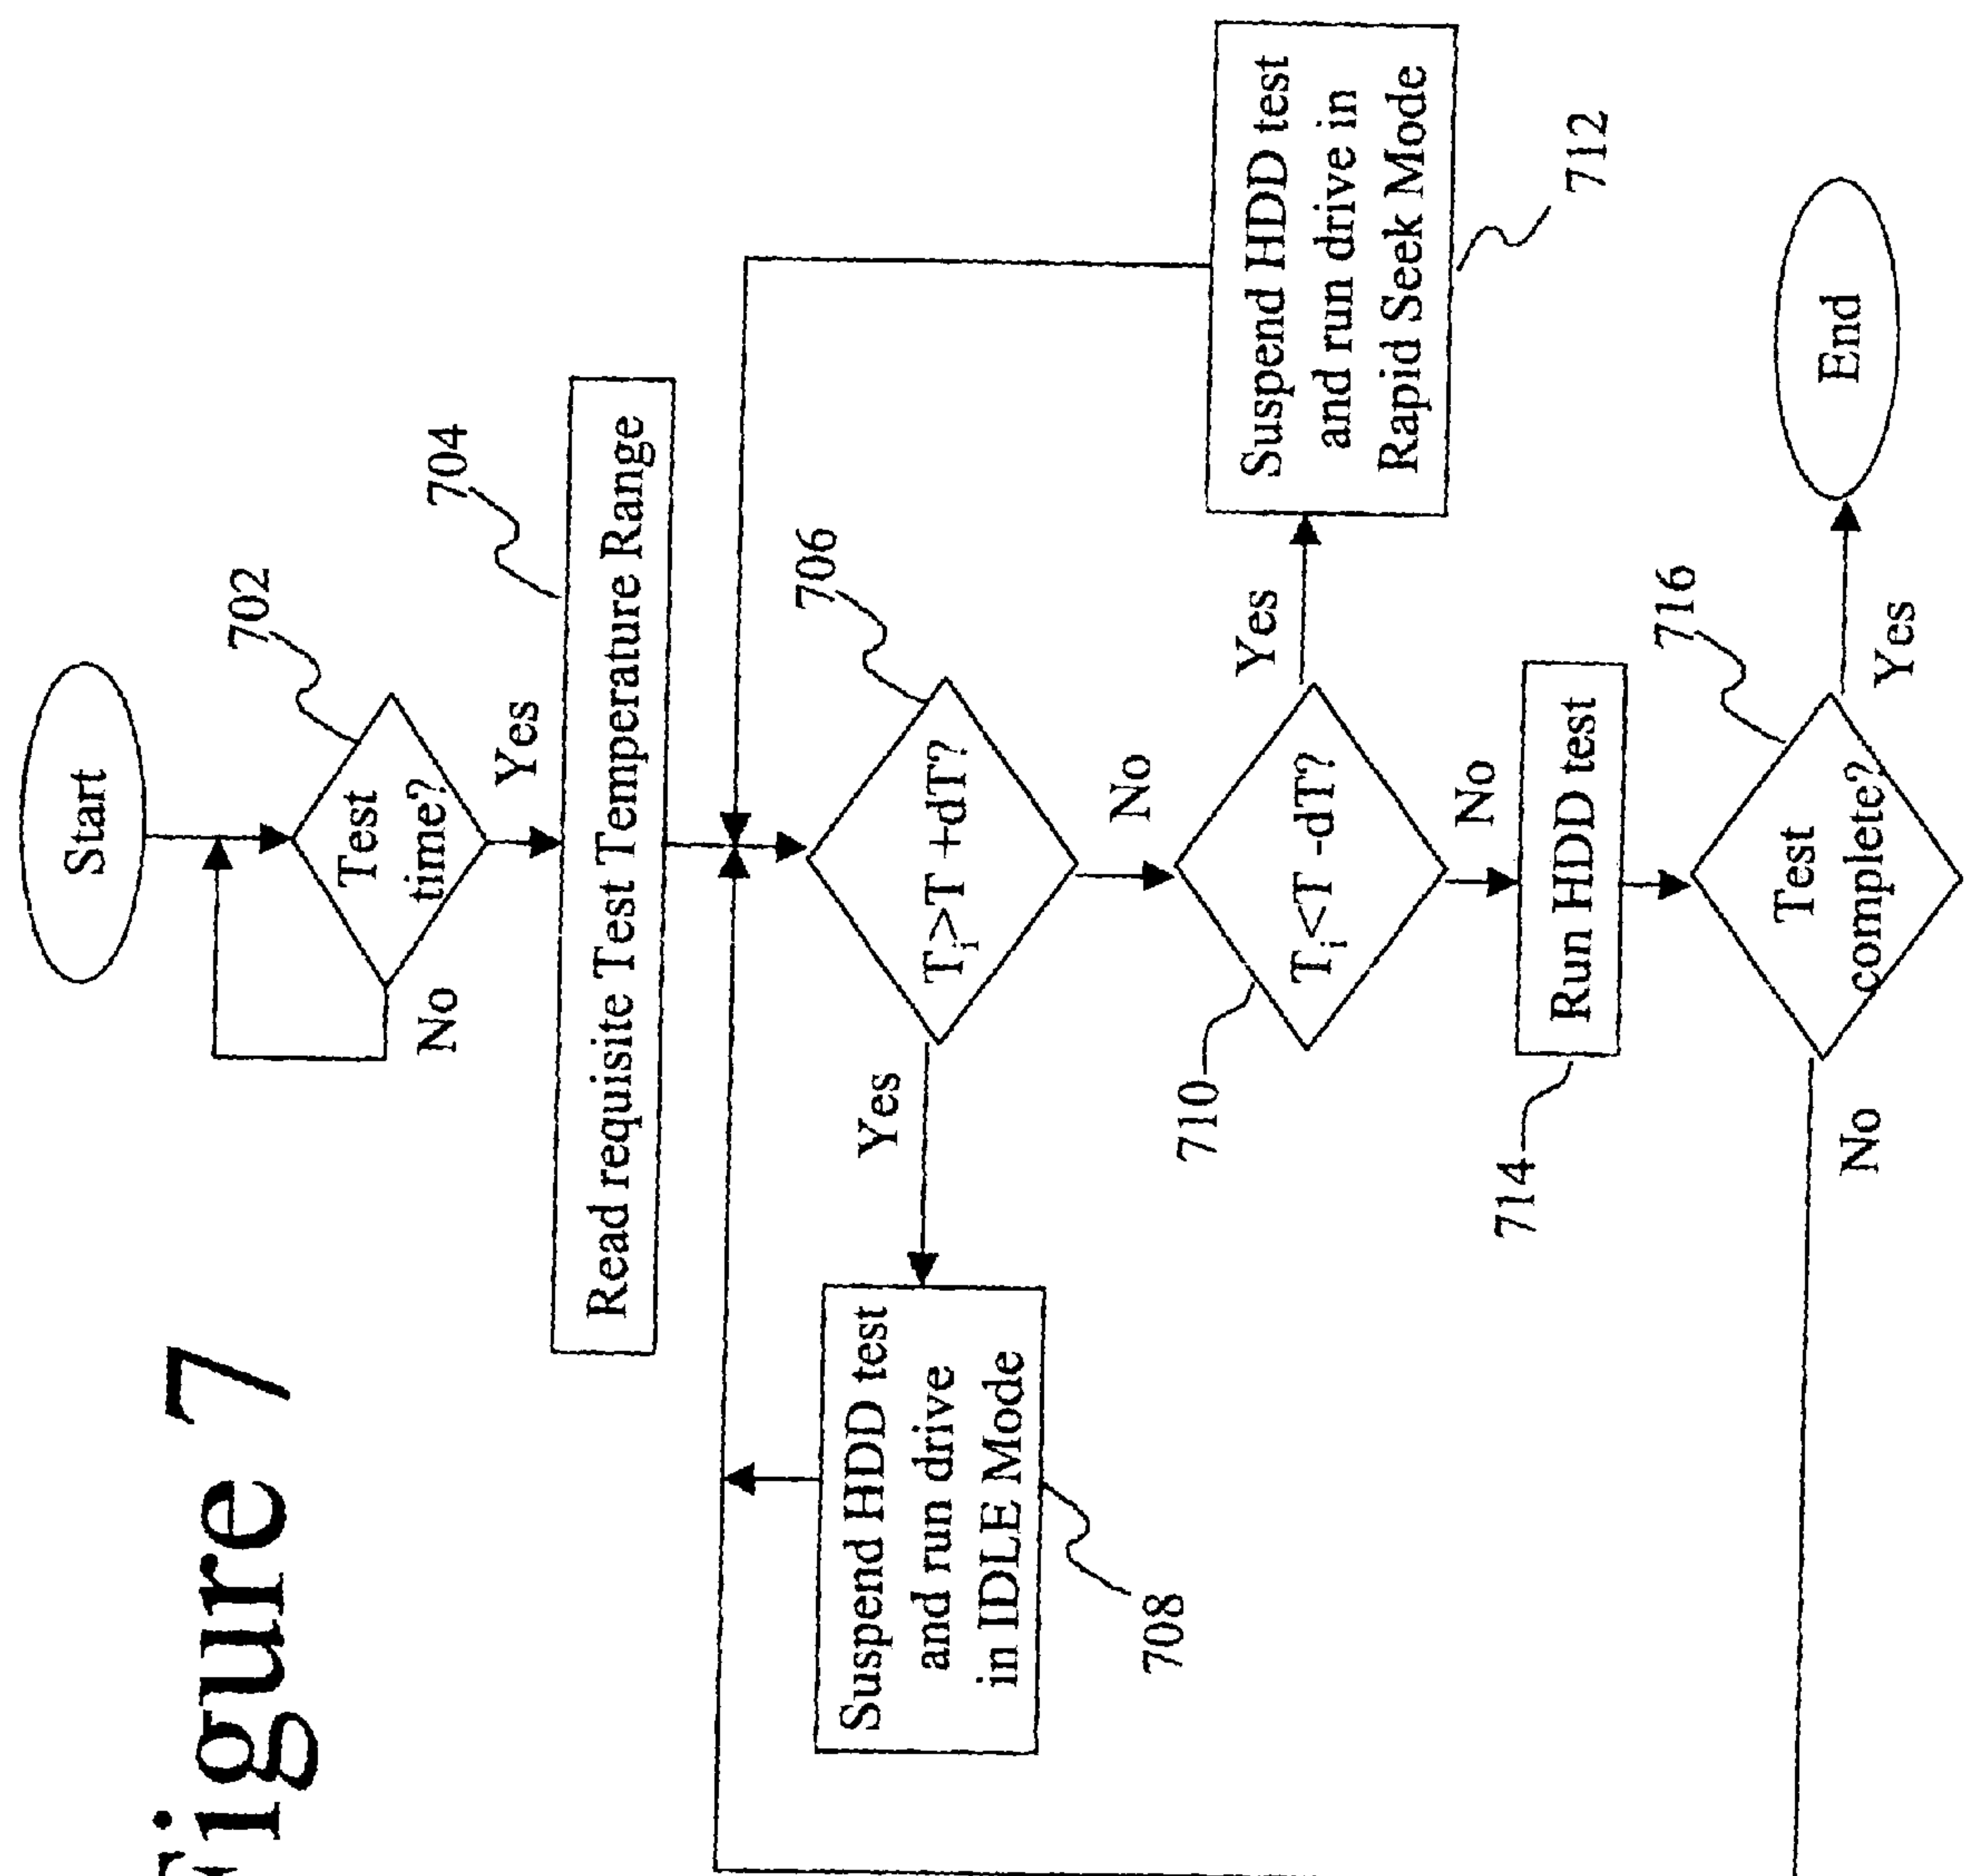 Figure 7
Start
702
Test
time?
No
Yes
704
Read requisite Test Temperature Range
706
Ti>T +dT?
Yes
No
Suspend HDD test
and run drive
in IDLE Mode
708
710
Ti<T -dT?
Yes
No
Suspend HDD test
and run drive in
Rapid Seek Mode
712
714
Run HDD test
716
Test
complete?
No
Yes
End